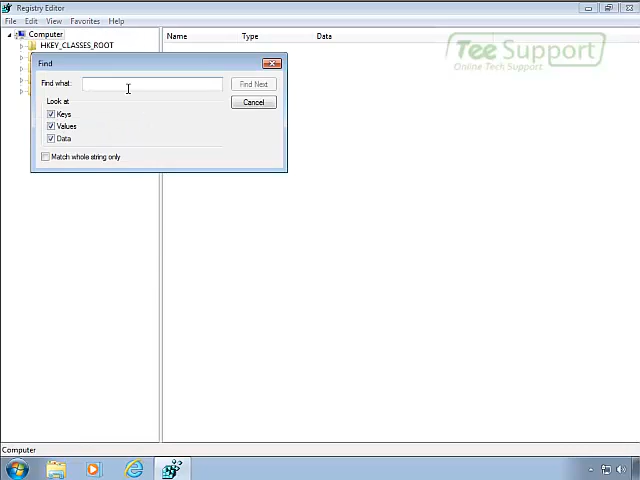 Registry Editor
File Edit View Favorites Help
Computer
Name Type Data
HKEY_CLASSES_ROOT
Tee Support
Online Tech Support
Find
Find what:
Find Next
Look at
Cancel
Keys
Values
Data
Match whole string only
Computer